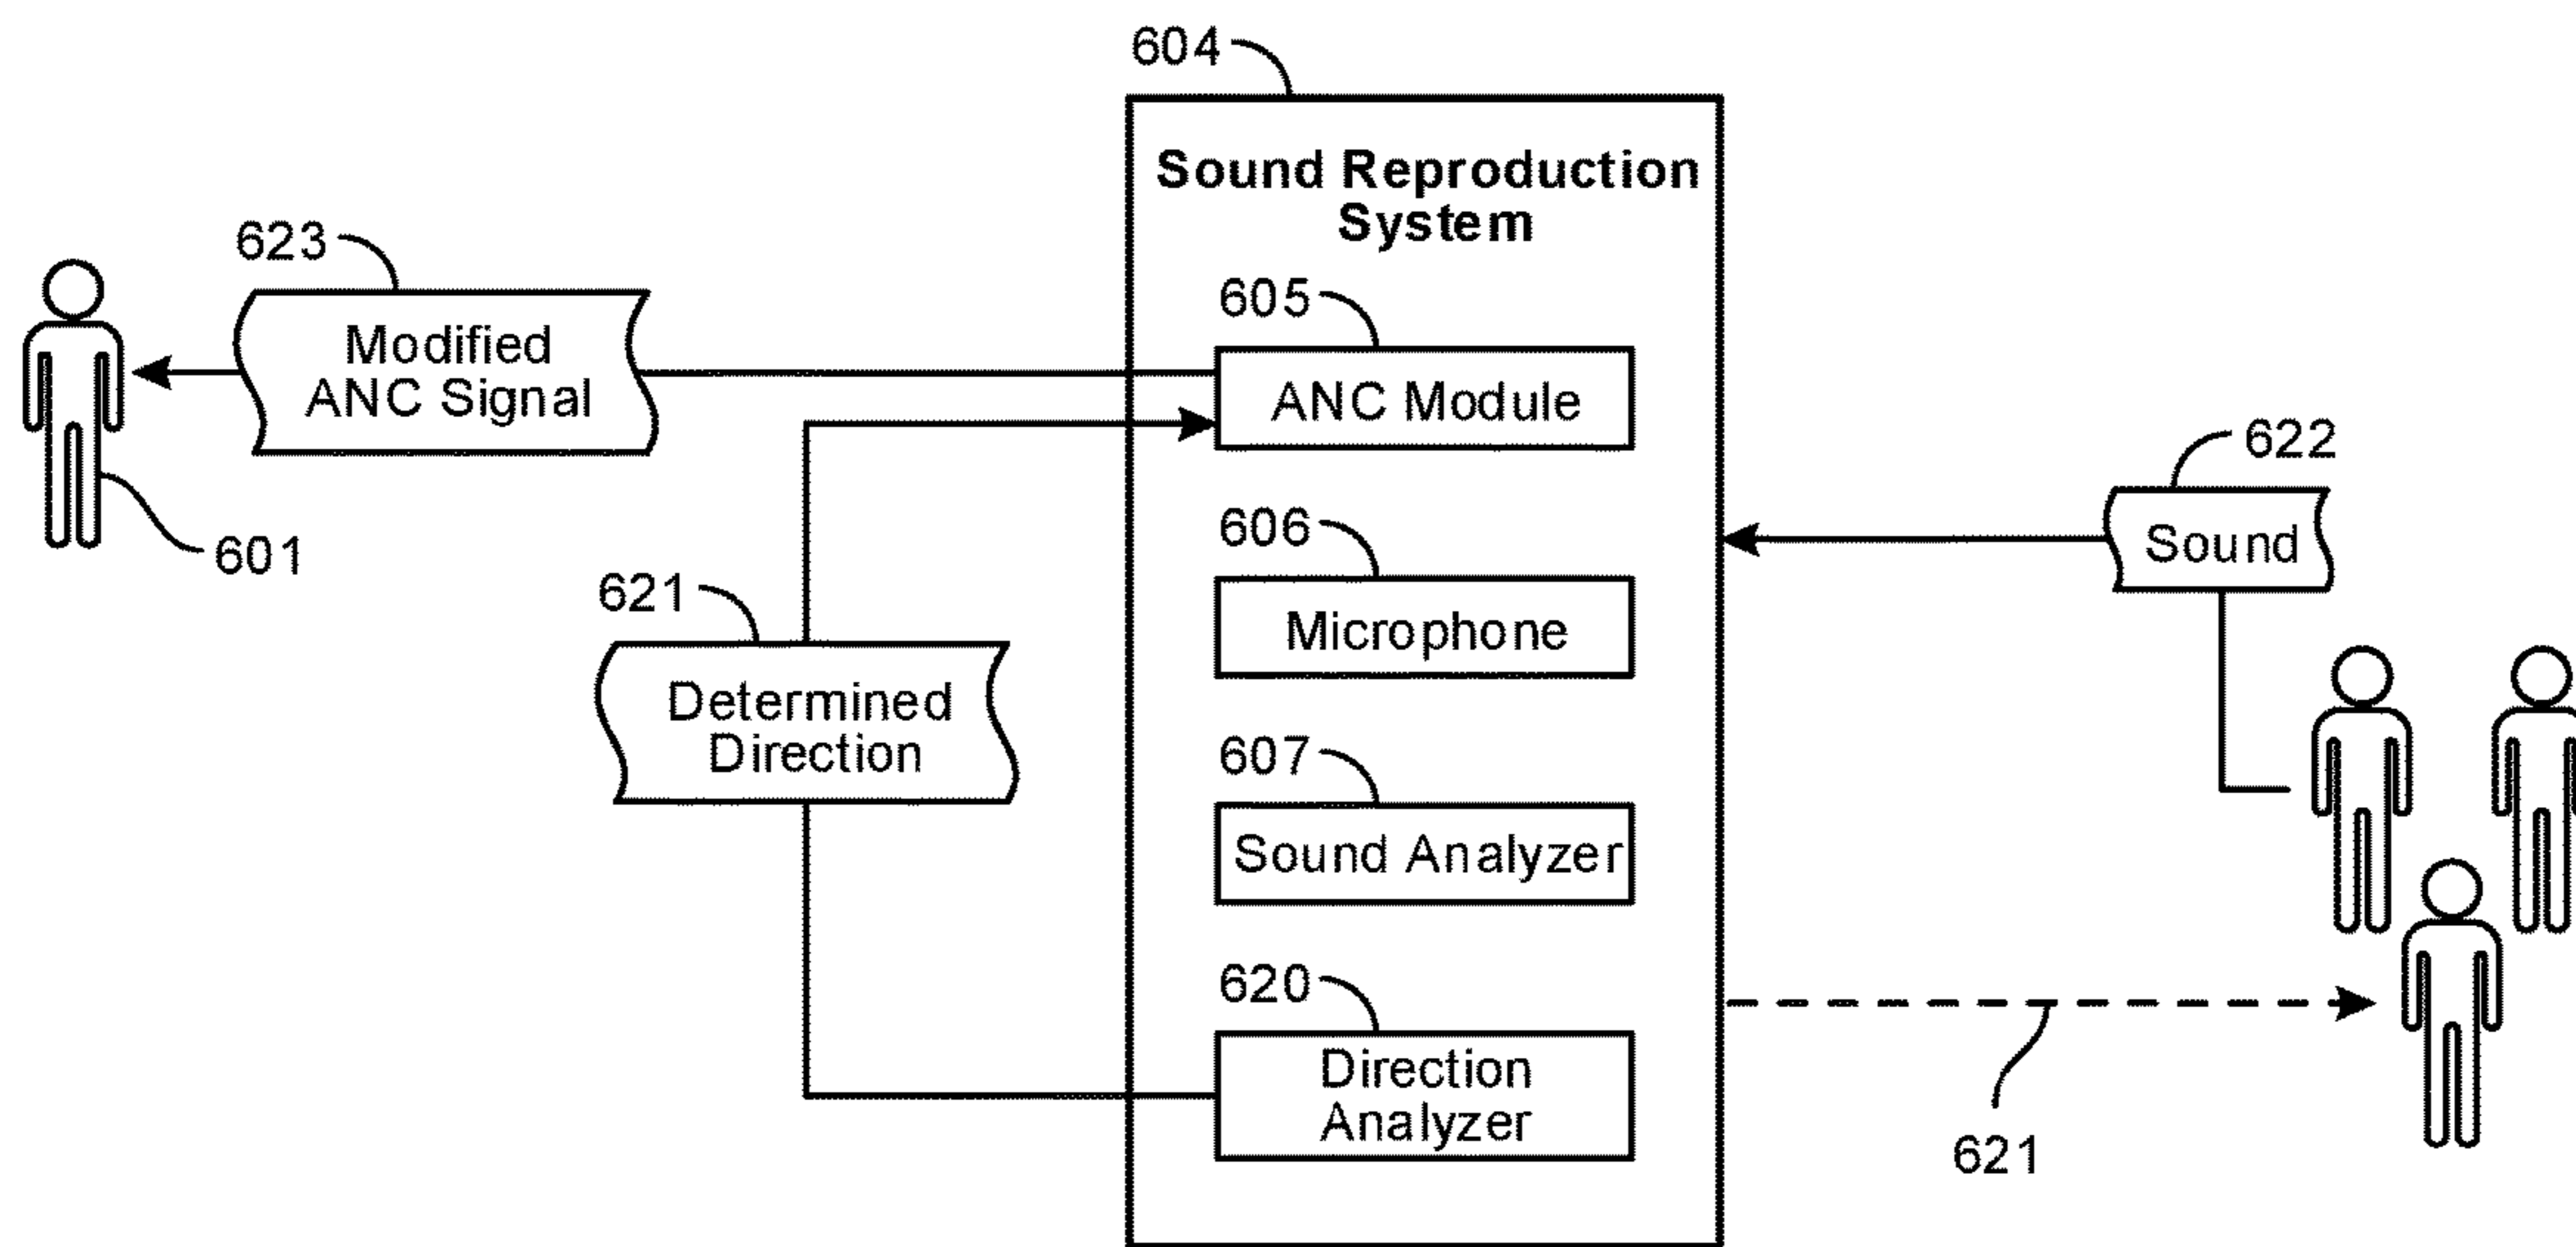 604
Sound Reproduction
System
623
Modified
ANC Signal
601
605
ANC Module
622
Sound
606
Microphone
621
Determined
Direction
607
Sound Analyzer
620
Direction
Analyzer
621